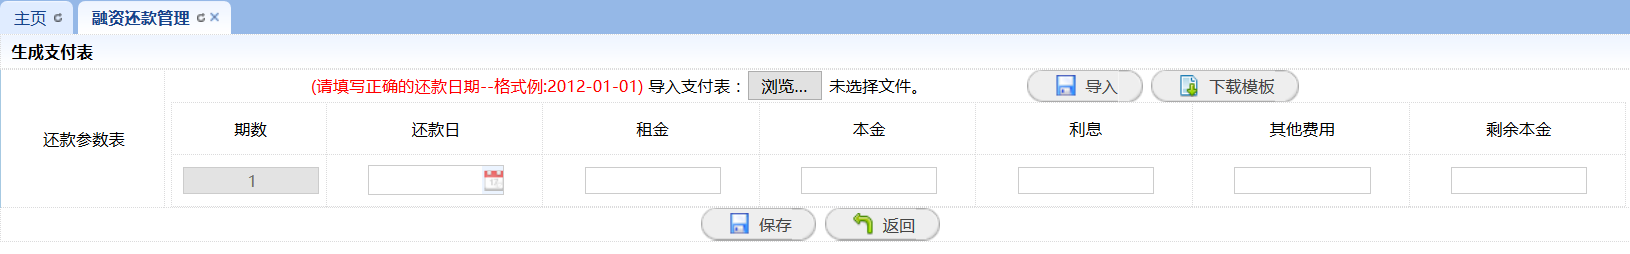 主页 融资还款管理
生成支付表
(请填写正确的还款日期--格式例:2012-01-01) 导入支付表： 浏览... 未选择文件。 导入 下载模板
还款参数表 期数 还款日 租金 本金 利息 其他费用 剩余本金
1
保存 返回